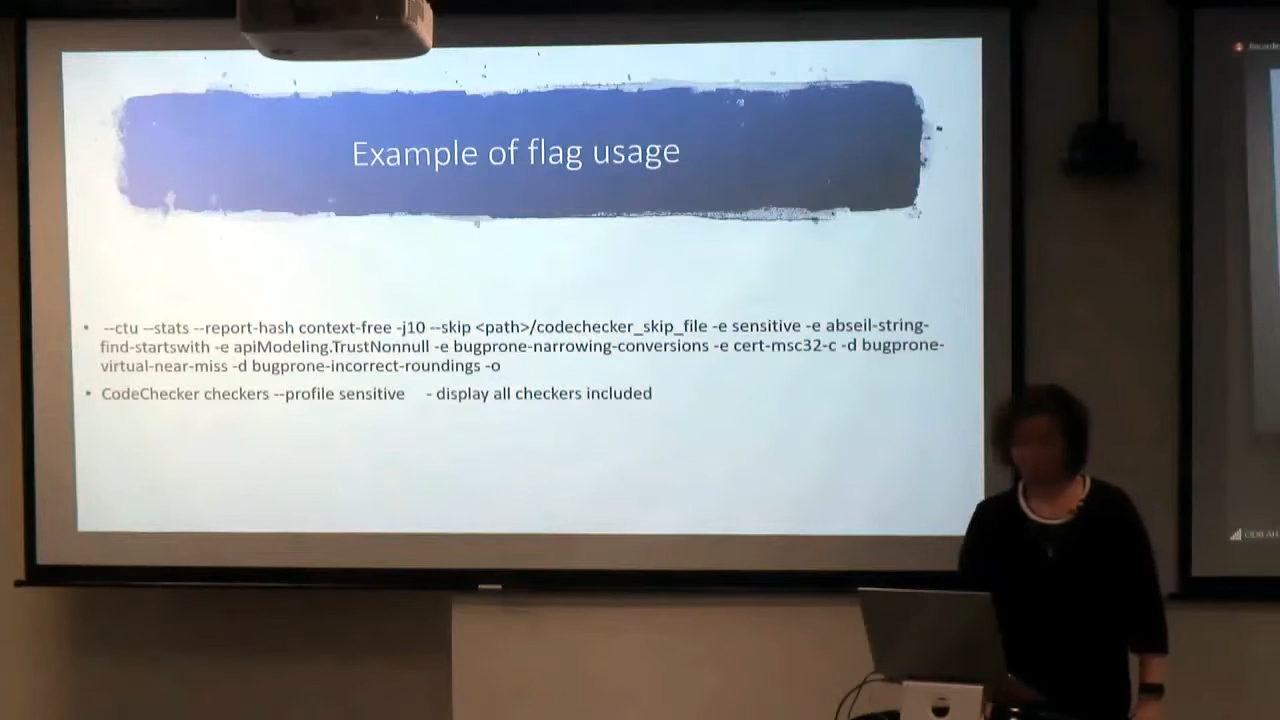 Example of flag usage
• --ctu --stats --report-hash context-free -j10 --skip <path>/codechecker_skip_file -e sensitive -e abseil-string-
find-startswith -e apiModeling.TrustNonnull -e bugprone-narrowing-conversions -e cert-msc32-c -d bugprone-
virtual-near-miss -d bugprone-incorrect-roundings -o
• CodeChecker checkers --profile sensitive - display all checkers included